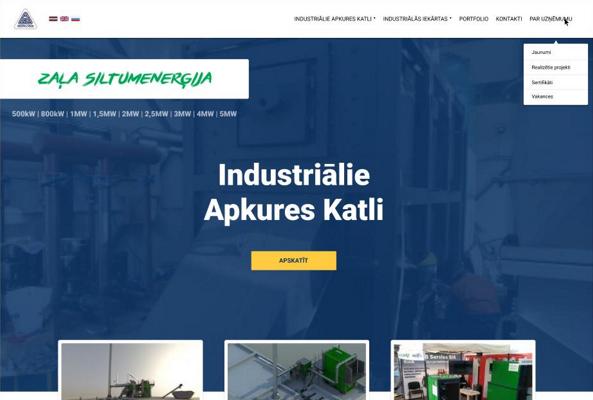 INDUSTRIĀLIE APKURES KATLI
INDUSTRIĀLĀS IEKĀRTAS
PORTFOLIO
KONTAKTI
PAR UZŅĒMUMU
Jaunumi
Realizētie projekti
Sertifikāti
Vakances
ZAĻA SILTUMENERĢIJA
500kW | 800kW | 1MW | 1,5MW | 2MW | 2,5MW | 3MW | 4MW | 5MW
Industriālie
Apkures Katli
APSKATĪT